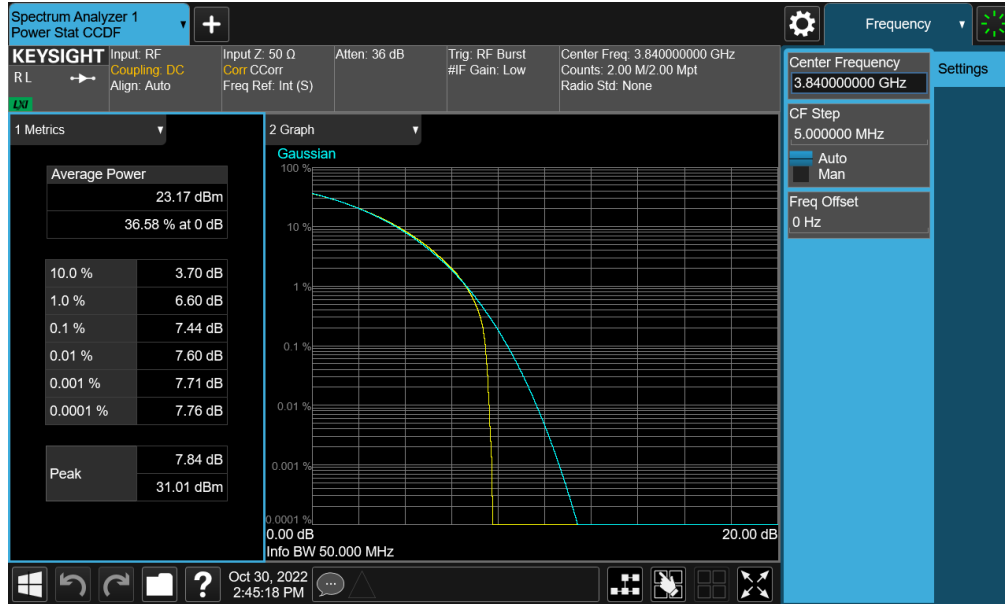 Spectrum Analyzer 1
Power Stat CCDF
Frequency
KEYSIGHT
R L
LXI
Input: RF
Coupling: DC
Align: Auto
Input Z: 50 Ω
Corr CCorr
Freq Ref: Int (S)
Atten: 36 dB
Trig: RF Burst
#IF Gain: Low
Center Freq: 3.840000000 GHz
Counts: 2.00 M/2.00 Mpt
Radio Std: None
Center Frequency
3.840000000 GHz
Settings
CF Step
5.000000 MHz
Auto
Man
Freq Offset
0 Hz
1 Metrics
Average Power
23.17 dBm
36.58 % at 0 dB
10.0 % 3.70 dB
1.0 % 6.60 dB
0.1 % 7.44 dB
0.01 % 7.60 dB
0.001 % 7.71 dB
0.0001 % 7.76 dB
Peak 7.84 dB
31.01 dBm
2 Graph
Gaussian
100 %
10 %
1 %
0.1 %
0.01 %
0.001 %
0.0001 %
0.00 dB 20.00 dB
Info BW 50.000 MHz
?
Oct 30, 2022
2:45:18 PM